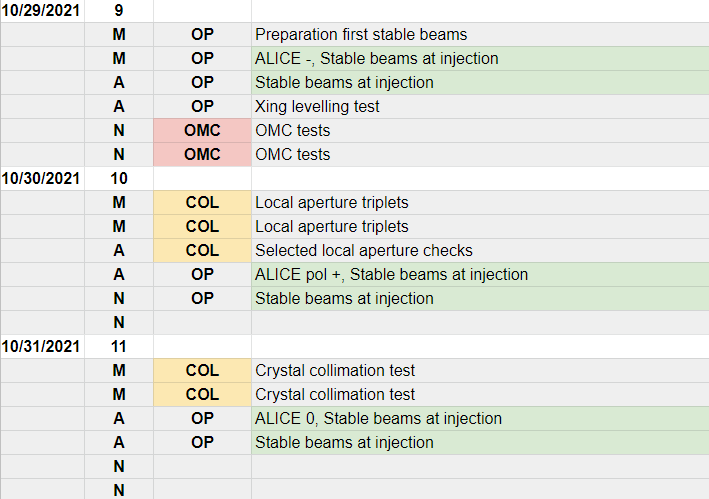 10/29/2021 9
M OP Preparation first stable beams
M OP ALICE -, Stable beams at injection
A OP Stable beams at injection
A OP Xing levelling test
N OMC OMC tests
N OMC OMC tests
10/30/2021 10
M COL Local aperture triplets
M COL Local aperture triplets
A COL Selected local aperture checks
A OP ALICE pol +, Stable beams at injection
N OP Stable beams at injection
N
10/31/2021 11
M COL Crystal collimation test
M COL Crystal collimation test
A OP ALICE 0, Stable beams at injection
A OP Stable beams at injection
N
N